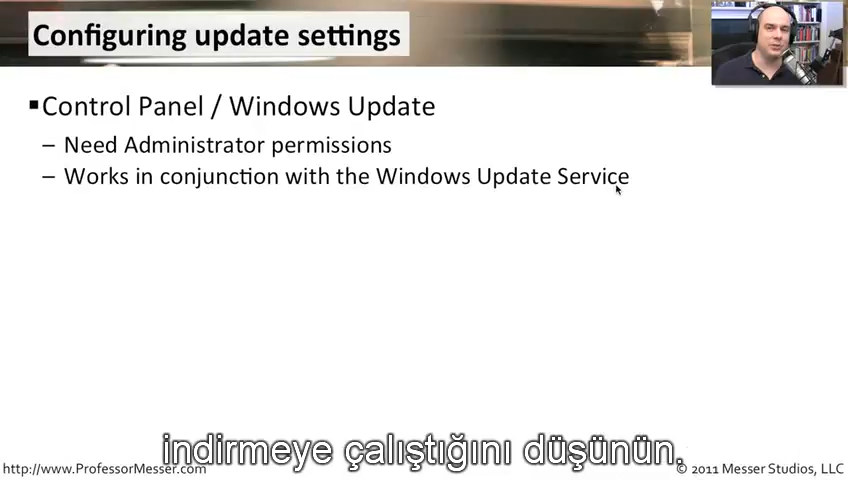 Configuring update settings
▪Control Panel / Windows Update
– Need Administrator permissions
– Works in conjunction with the Windows Update Service
indirmeye çalıştığını düşünün.
http://www.ProfessorMesser.com
© 2011 Messer Studios, LLC